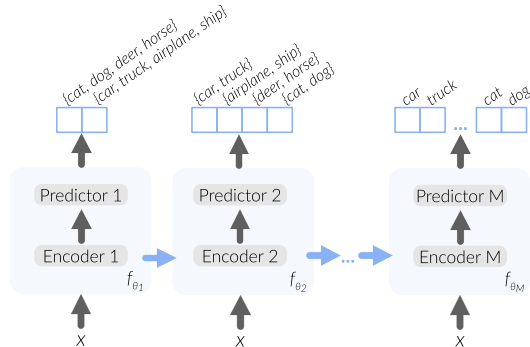 {cat, dog, deer, horse}
{car, truck, airplane, ship}
{car, truck}
{airplane, ship}
{deer, horse}
{cat, dog}
car
truck
...
cat
dog
Predictor 1
Predictor 2
Predictor M
Encoder 1
Encoder 2
...
Encoder M
fθ1
fθ2
fθM
x
x
x